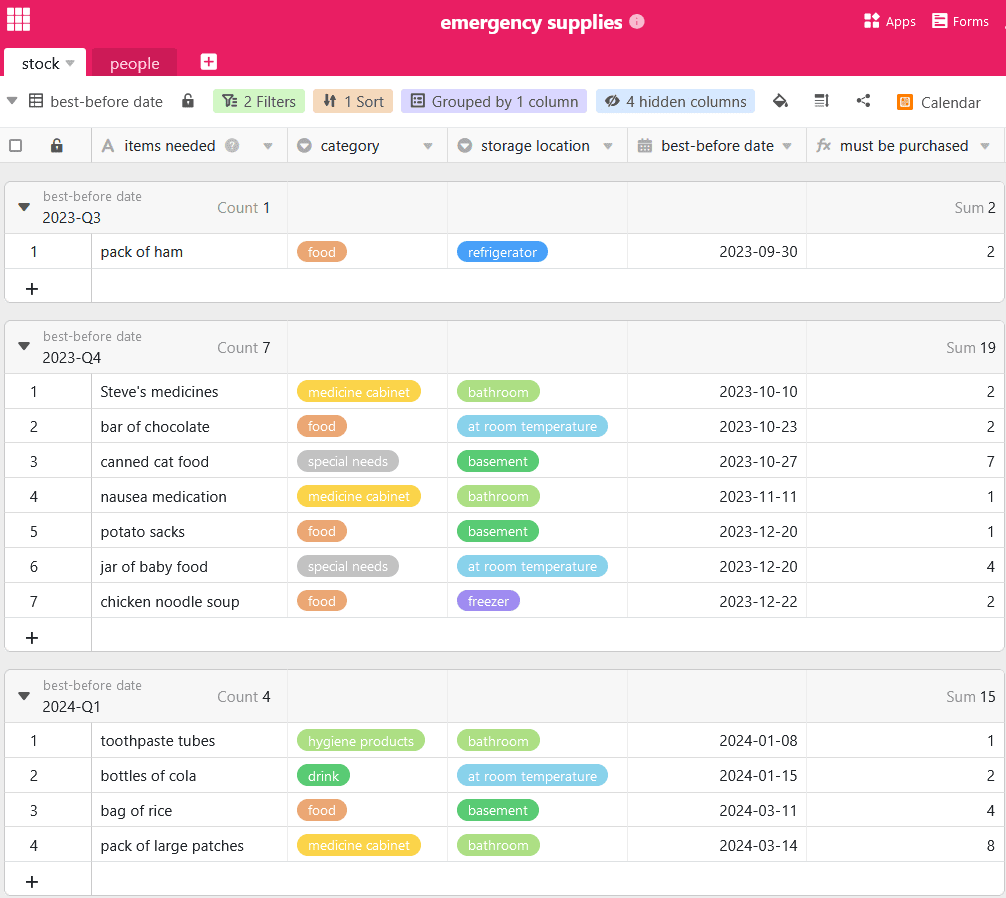 emergency supplies
Apps
Forms
stock
people
best-before date
2 Filters
1 Sort
Grouped by 1 column
4 hidden columns
Calendar
items needed
category
storage location
best-before date
must be purchased
best-before date
2023-Q3
Count 1
Sum 2
1 pack of ham food refrigerator 2023-09-30 2
best-before date
2023-Q4
Count 7
Sum 19
1 Steve's medicines medicine cabinet bathroom 2023-10-10 2
2 bar of chocolate food at room temperature 2023-10-23 2
3 canned cat food special needs basement 2023-10-27 7
4 nausea medication medicine cabinet bathroom 2023-11-11 1
5 potato sacks food basement 2023-12-20 1
6 jar of baby food special needs at room temperature 2023-12-20 4
7 chicken noodle soup food freezer 2023-12-22 2
best-before date
2024-Q1
Count 4
Sum 15
1 toothpaste tubes hygiene products bathroom 2024-01-08 1
2 bottles of cola drink at room temperature 2024-01-15 2
3 bag of rice food basement 2024-03-11 4
4 pack of large patches medicine cabinet bathroom 2024-03-14 8